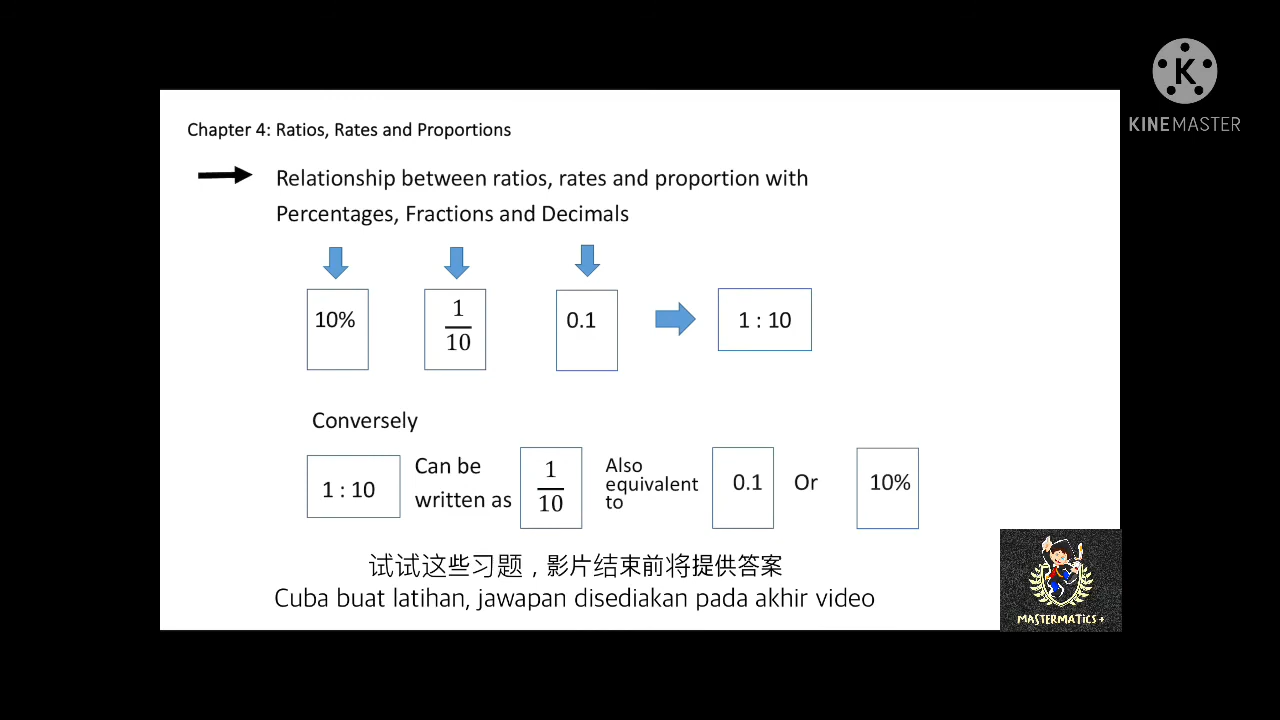 KINEMASTER
Chapter 4: Ratios, Rates and Proportions
Relationship between ratios, rates and proportion with
Percentages, Fractions and Decimals
10% 1/10 0.1 1 : 10
Conversely
1 : 10 Can be written as 1/10 Also equivalent to 0.1 Or 10%
试试这些习题，影片结束前将提供答案
Cuba buat latihan, jawapan disediakan pada akhir video
MASTERMATICS +